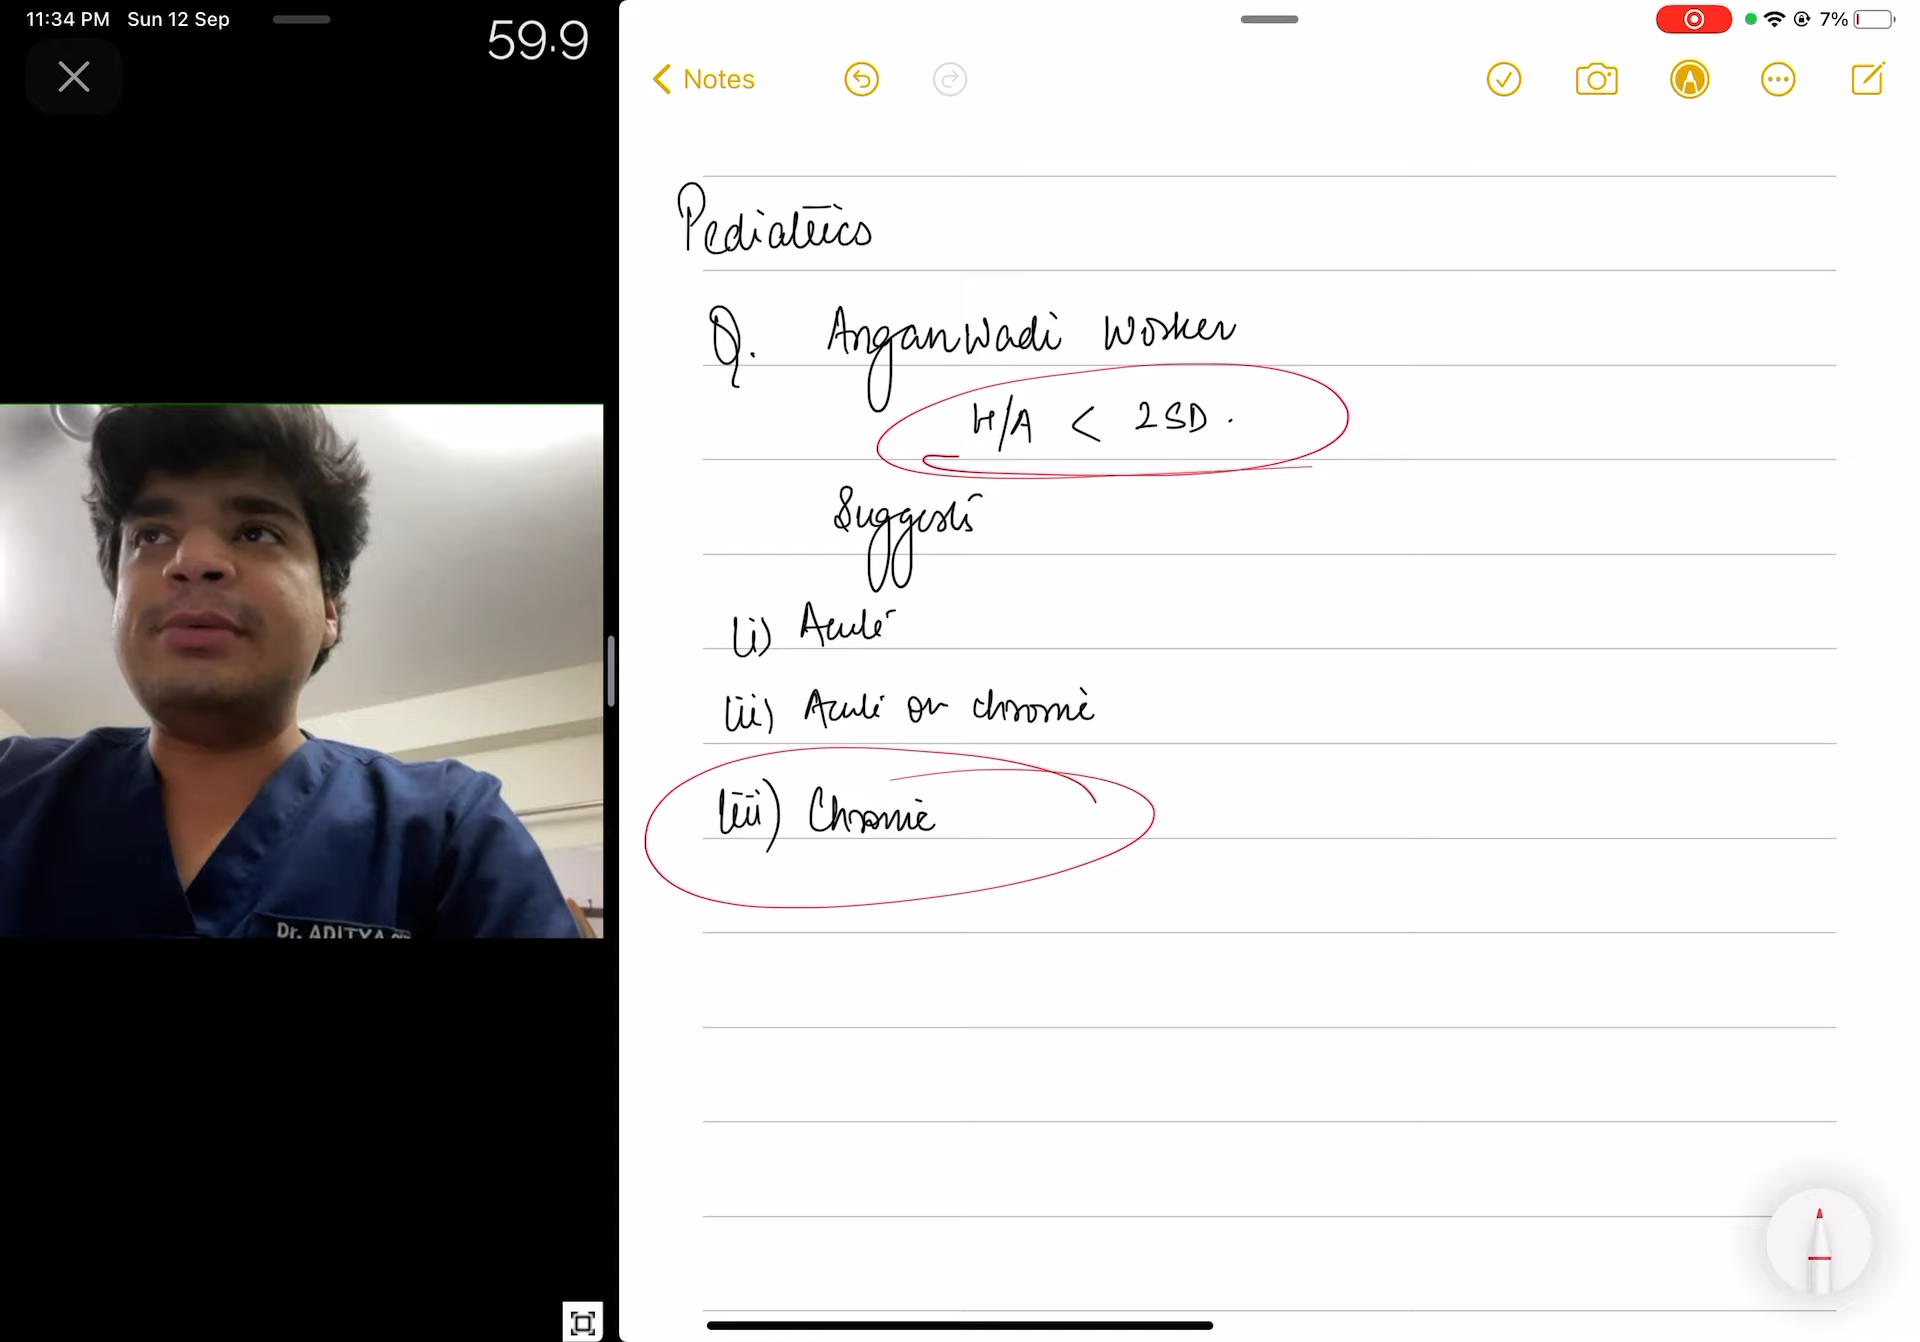 11:34 PM Sun 12 Sep
59.9
7%
Notes
Pediatrics
Q. Anganwadi Worker
H/A < 2SD.
Suggests
(i) Acute
(ii) Acute on chronic
(iii) Chronic
Dr. ADITYA